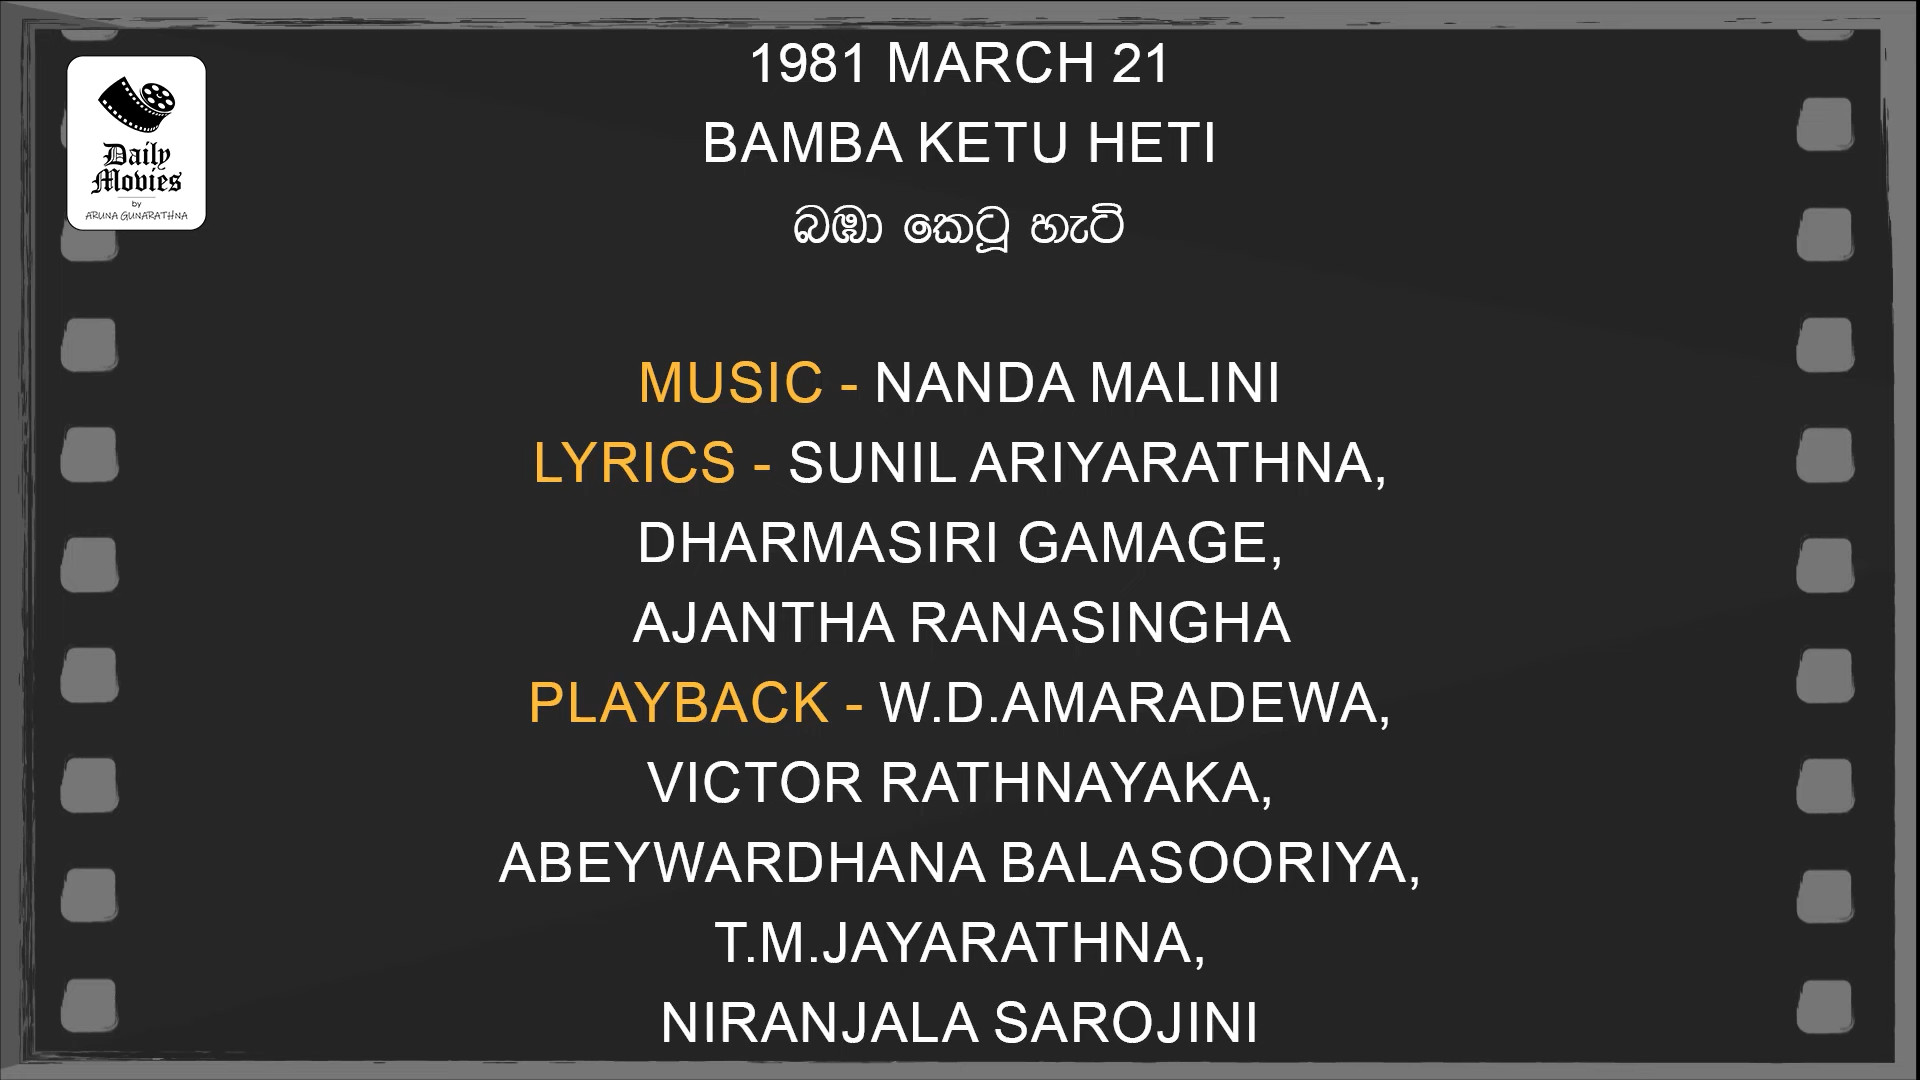 1981 MARCH 21
BAMBA KETU HETI
බඹා කෙටූ හැටි
MUSIC - NANDA MALINI
LYRICS - SUNIL ARIYARATHNA,
DHARMASIRI GAMAGE,
AJANTHA RANASINGHA
PLAYBACK - W.D.AMARADEWA,
VICTOR RATHNAYAKA,
ABEYWARDHANA BALASOORIYA,
T.M.JAYARATHNA,
NIRANJALA SAROJINI
Daily
Movies
by
ARUNA GUNARATHNA